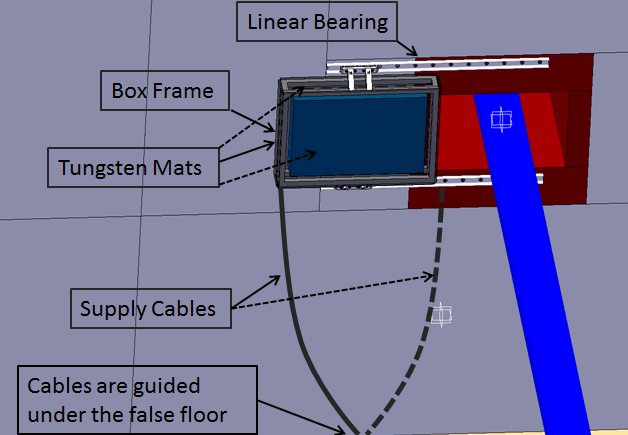 Linear Bearing
Box Frame
Tungsten Mats
Supply Cables
Cables are guided
under the false floor